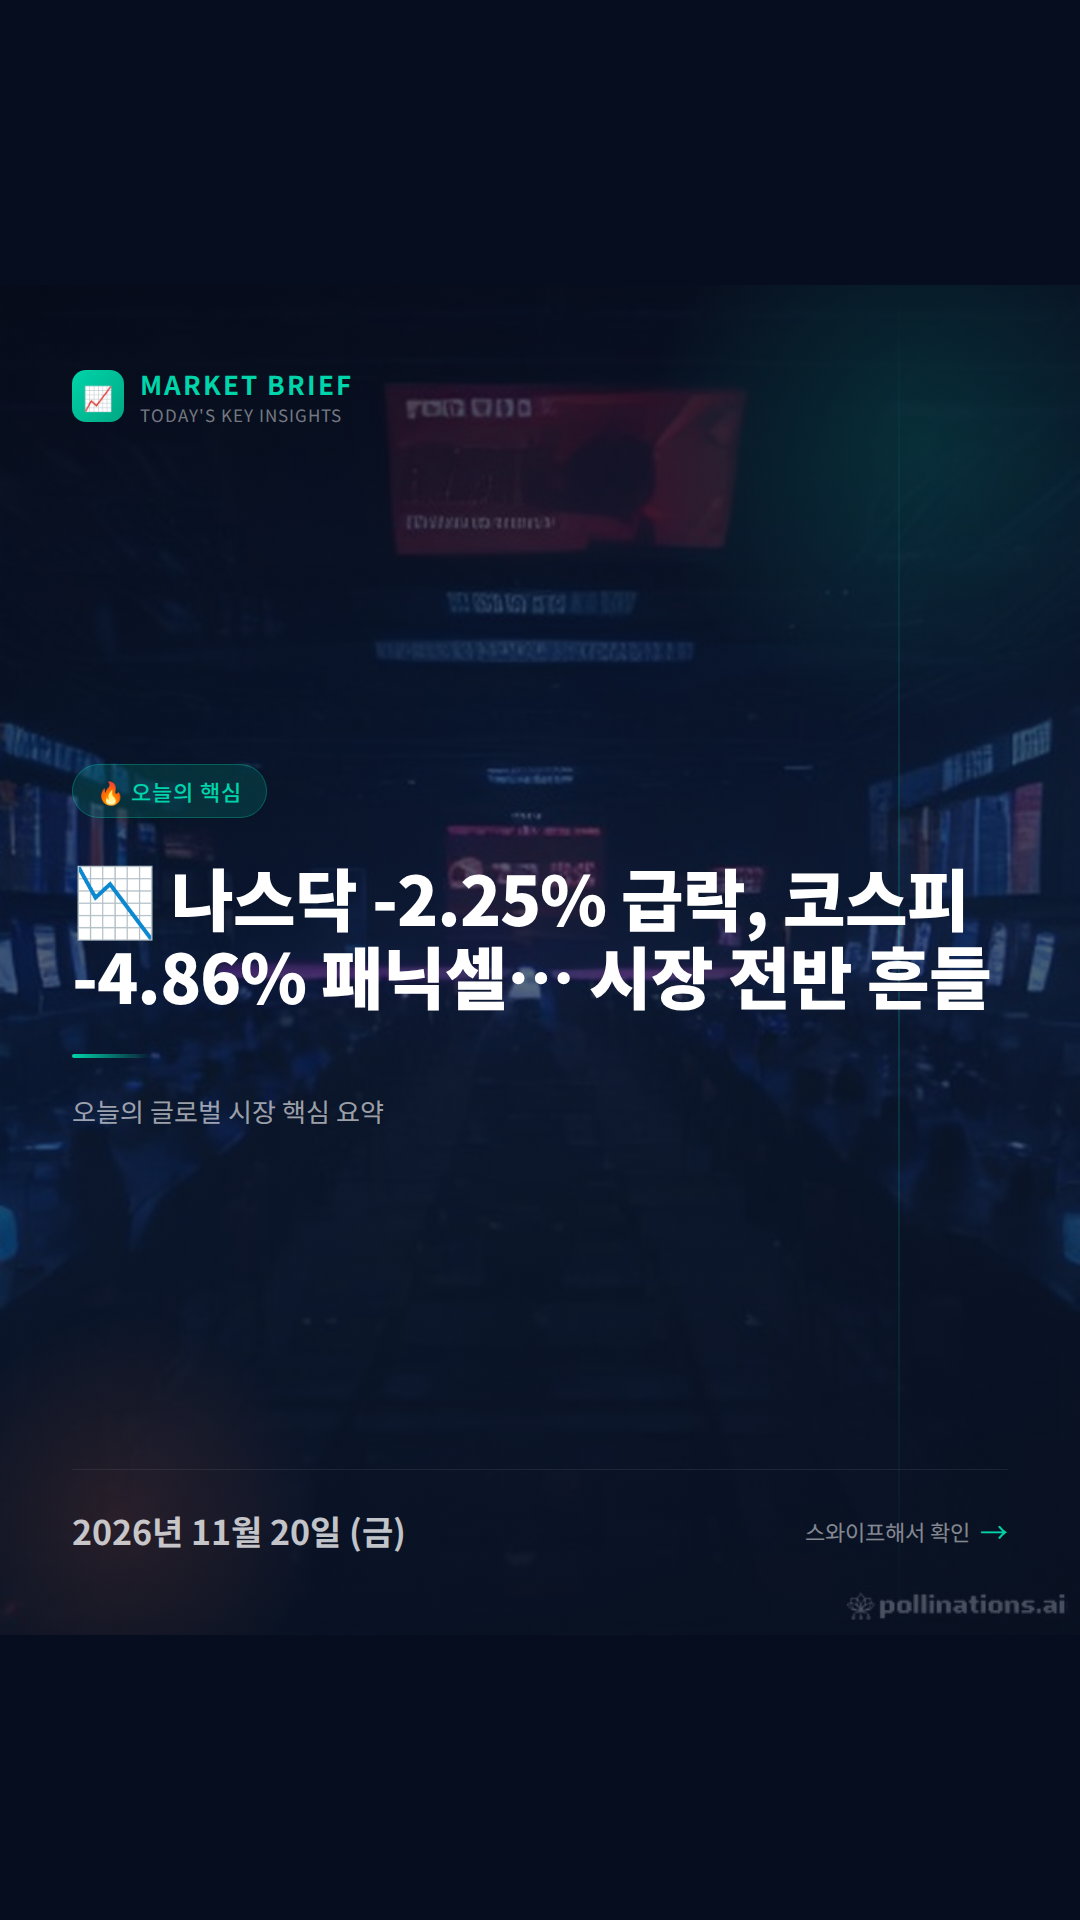 📈 MARKET BRIEF
TODAY'S KEY INSIGHTS
🔥 오늘의 핵심
📉 나스닥 -2.25% 급락, 코스피
-4.86% 패닉셀… 시장 전반 흔들
오늘의 글로벌 시장 핵심 요약
2026년 11월 20일 (금)
스와이프해서 확인 →
pollinations.ai